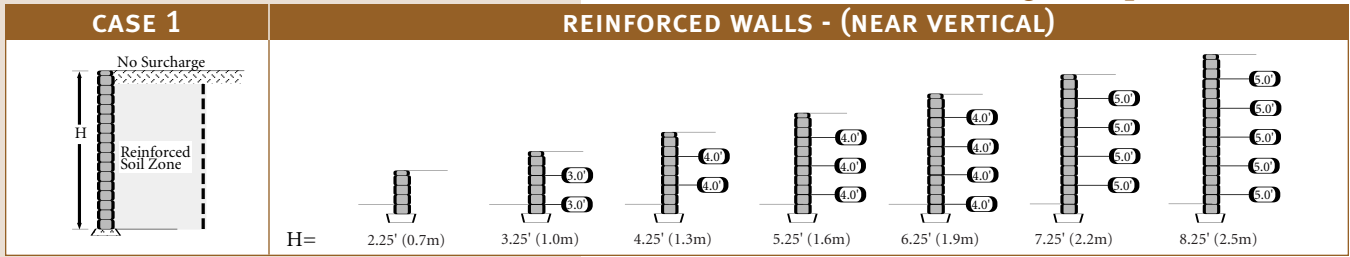 CASE 1
REINFORCED WALLS - (NEAR VERTICAL)
No Surcharge
H
Reinforced
Soil Zone
3.0'
3.0'
4.0'
4.0'
4.0'
4.0'
4.0'
4.0'
4.0'
4.0'
4.0'
5.0'
5.0'
5.0'
5.0'
5.0'
5.0'
5.0'
5.0'
5.0'
H= 2.25' (0.7m) 3.25' (1.0m) 4.25' (1.3m) 5.25' (1.6m) 6.25' (1.9m) 7.25' (2.2m) 8.25' (2.5m)